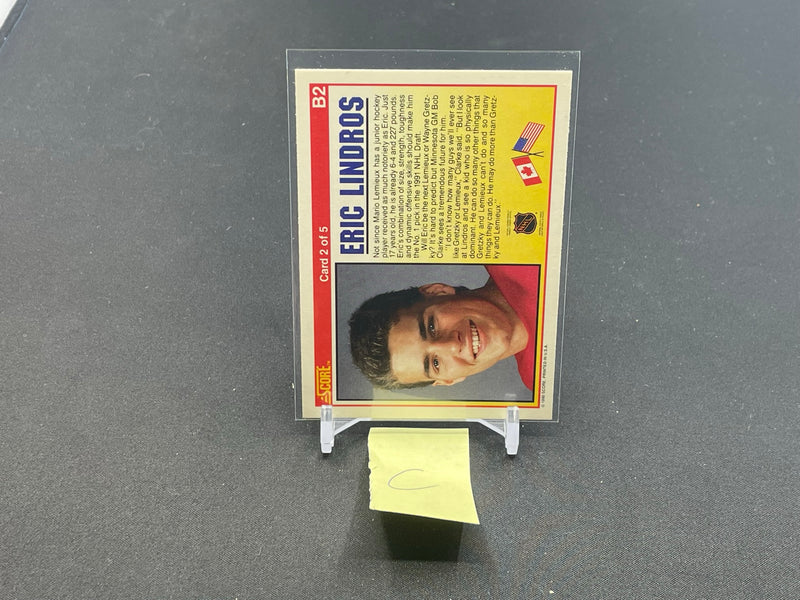 SCORE™
Card 2 of 5
B2
ERIC LINDROS
Not since Mario Lemieux has a junior hockey
player received as much notoriety as Eric. Just
17 years old, he is already 6-4 and 227 pounds.
Eric's combination of size, strength, toughness
and dynamic offensive skills should make him
the No. 1 pick in the 1991 NHL Draft.
Will Eric be the next Lemieux or Wayne Gretz-
ky? It's hard to predict but Minnesota GM Bob
Clarke sees a tremendous future for him.
"I don't know how many guys we'll ever see
like Gretzky or Lemieux," Clarke said. "But I look
at Lindros and see a kid who is so physically
dominant. He can do so many other things that
Gretzky and Lemieux can't do and so many
things they can do. He may do more than Gretz-
ky and Lemieux."
NHL
© 1990 SCORE, PRINTED IN U.S.A.
C